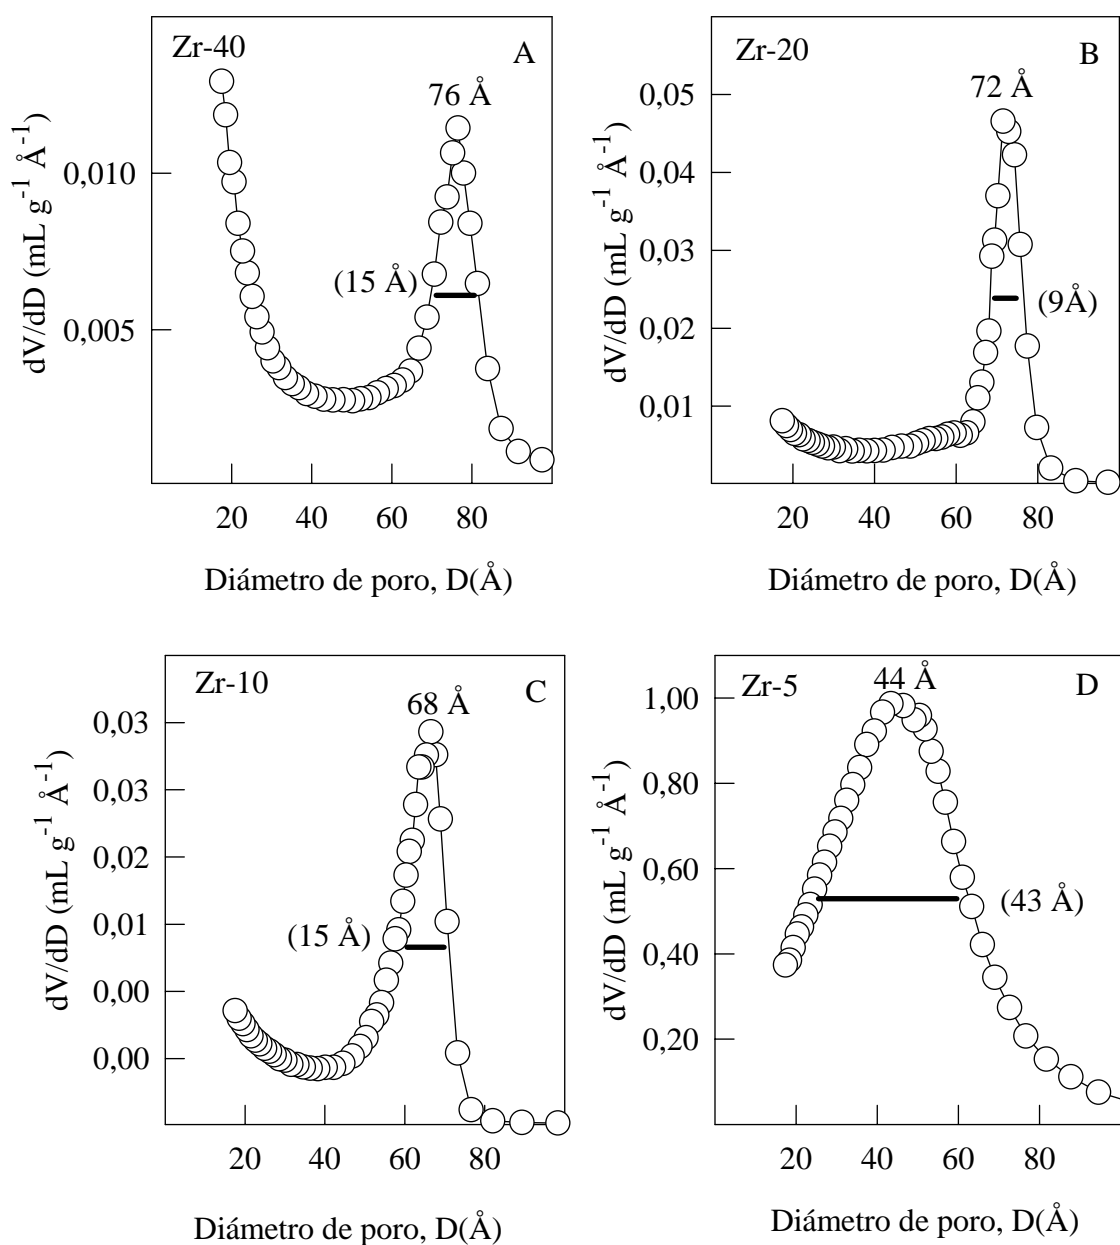 Zr-40
A
76 Å
0,010
(15 Å)
0,005
dV/dD (mL g⁻¹ Å⁻¹)
20 40 60 80
Diámetro de poro, D(Å)
Zr-20
B
72 Å
0,05
0,04
0,03
(9Å)
0,02
0,01
dV/dD (mL g⁻¹ Å⁻¹)
20 40 60 80
Diámetro de poro, D(Å)
Zr-10
C
68 Å
0,03
0,03
0,02
0,01
(15 Å)
0,00
0,00
dV/dD (mL g⁻¹ Å⁻¹)
20 40 60 80
Diámetro de poro, D(Å)
Zr-5
D
44 Å
1,00
0,80
0,60
(43 Å)
0,40
0,20
dV/dD (mL g⁻¹ Å⁻¹)
20 40 60 80
Diámetro de poro, D(Å)